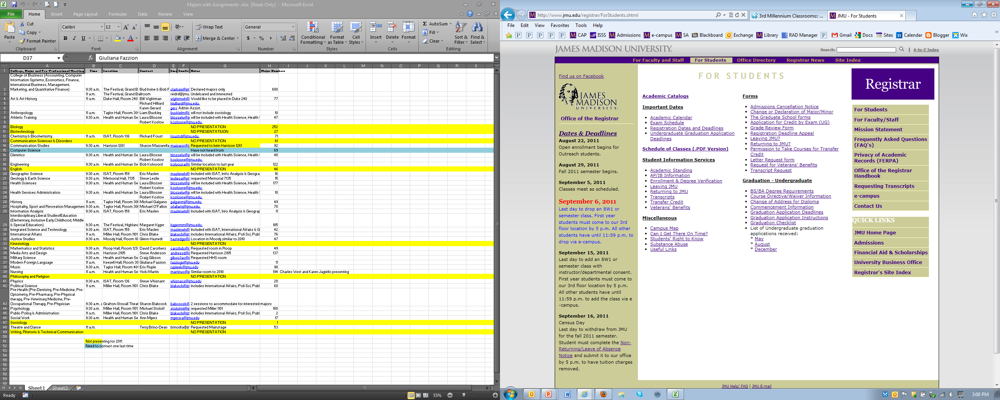 Majors with Assignments .xlsx [Read-Only] - Microsoft Excel
File Home Insert Page Layout Formulas Data Review View
Paste
Cut
Copy
Format Painter
Clipboard
Calibri 12
B I U
Font
Wrap Text
Merge & Center
Alignment
General
$ % ,
Number
Conditional Formatting
Format as Table
Cell Styles
Styles
Insert Delete Format
Cells
Σ AutoSum
Fill
Clear
Sort & Filter
Find & Select
Editing
D37 fx Giuliana Fazzion
A B C D E F G H I J K L M N O P Q R S
1 College, Major and Pre-Professional Meeting Time Location Contact Ema Confir Notes Major Numbers
College of Business (Accounting, Computer
Information Systems, Economics, Finance,
International Business, Management,
2 Marketing, and Quantitative Finance) 9:30 a.m. The Festival, Grand B Bud Irvine & Bob F clarkeix@jm Declared majors only 600
3 11 a.m. The Festival, Grand Ballroom reidrd@jmu. Undelcared and interested
4 Art & Art History 11 a.m. Duke Hall, Room 240 Bill Wightman wightmwh@ Would like to be placed in Duke 240 77
5 Richard Hilliard hiulliard@jmu.edu;
6 Karen Gerard gera Admin Assist.
7 Anthropology 11 a.m. Taylor Hall, Room 304 Liam Buckley bucklelm@j will not include sociology 10
8 Athletic Training 9:30 a.m. Health and Human Se Laura Blosser blosselw@j will be included with Health Science, Health S 47
9 Robert Koslow koslowre@jmu.edu;
10 Biology NO PRESENTATION 252
11 Biotechnology NO PRESENTATIUON 27
12 Chemistry & Biochemistry 11 a.m. ISAT, Room 136 Richard Foust foustrd@jmu.edu; 71
13 Communication Sciences & Disorders NO PRESENTATION 61
14 Communication Studies 9:30 a.m. Harrison 1261 Sharon Mazzarella mazzarsr@j Requested to bein Harrison 1261 92
15 Computer Science Have not heard from 69
16 Dietetics 9:30 a.m. Health and Human Se Laura Blosser blosselw@j will be included with Health Science, Health S 40
17 Robert Koslow koslowre@jmu.edu;
18 Engineering 9:30 a.m. Health and Human Se Bob Kolvoord kolvoora@j Similar location to last year 122
19 English NO PRESENTATION 46
20 Geographic Science 9:30 a.m. ISAT, Room 159 Eric Maslen masleneh@ Included with ISAT, Intfo Analysis & Geogra 16
21 Geology & Earth Science 9:30 a.m. Memorial Hall, 7135 Steve Leslie lesliesa@jm requested Memorial 7135 15
22 Health Sciences 9:30 a.m. Health and Human Se Laura Blosser blosselw@j will be included with Health Science, Health S 177
23 Robert Koslow koslowre@jmu.edu;
24 Health Services Administration 9:30 a.m. Health and Human Se Laura Blosser blosselw@j will be included with Health Science, Health S 10
25 Robert Koslow koslowre@jmu.edu;
26 History 11 a.m. Taylor Hall, Room 306 Michael Galgano galganmj@jmu.edu; 49
27 Hospitality, Sport and Recreation Managemen 9:30 a.m. Taylor Hall, Room 306 Michael O'Fallon ofallamj@jmu.edu; 70
28 Information Analysis 9:30 a.m. ISAT, Room 159 Eric Maslen masleneh@ Included with ISAT, Info Analysis & Geograp 11
Interdisciplinary Liberal Studies/Education
(Elementary, Inclusive Early Childhood, Middle
29 & Special Education) 9:30 a.m. The Festival, Highland Margaret Kyger kygermm@jmu.edu; 185
30 Integrated Science and Technology 9:30 a.m. ISAT, Room 159 Eric Maslen masleneh@ Included with ISAT, International Affairs & G 42
31 International Affairs 11 a.m. Miller Hall, Room 1101 Chris Blake blakech@jm includes International Affairs, Poli Sci, Publ 76
32 Justice Studies 9:30 a.m. Moody Hall, Room 10 Glenn Hastedt hastedgp@j Location in Moody similar to 2010 47
33 Kinesiology NO PRESENTATION
34 Mathematics and Statistics 9:30 a.m. Roop Hall, Room 129 David Carothers carothdc@j Requested room in Roop 49
35 Media Arts and Design 9:30 a.m. Harrison 2105 Steve Anderson andressd@j Requested Harrison 2105 137
36 Military Science 9:30 a.m. Health and Human Se Craig Gibson gibso3ac@j Requested HHS room
37 Modern Foreign Language 11 a.m. Keezell Hall, Room 30 Giuliana Fazzion fazziogx@jmu.edu 11
38 Music 9:30 a.m. Taylor Hall, Room 404 Eric Ruple rupleek@jmu.edu 98
39 Nursing 11 a.m. Health and Human Se Vicki Martin martinvc@j Similar room to 2010 194 Charles West and Karen Jagiello presenting
40 Philosophy and Religion NO PRESENTATION
41 Physics 9:30 a.m. ISAT, Room 136 Steve Whisnant whisnacs@jmu.edu 28
42 Political Science 11 a.m. Miller Hall, Room 1101 Chris Blake blakech@jm includes International Affairs, Poli Sci, Publ 60
Pre-Health (Pre-Dentistry, Pre-Medicine, Pre-
Optometry, Pre-Pharmacy, Pre-Physical
therapy, Pre-Veterinary Medicine, Pre-
43 Occupational Therapy, Pre-Physician 9:30 a.m. a Grafton-Stovall Theat Sharon Babcock babcocsk@ 2 sessions to accommodate for interested majors
44 Psychology 9:30 a.m. Miller Hall, Room 1101 Michael Stoloff stolofml@jm requested Miller 1101 180
45 Public Policy & Administration 11 a.m. Miller Hall, Room 1101 Chris Blake blakech@jm includes International Affairs, Poli Sci, Publ 2
46 Social Work 9:30 a.m. Health and Human Se Ann Myers myersra@jmu.edu 17
47 Sociology NO PRESENTATION 1
48 Theatre and Dance 11 a.m. Terry Brino-Dean brinodta@jm Requested Mainstage 53
49 Writing, Rhetoric & Technical Communication NO PRESENTATION
50
51 Not presenting for 2011
52 Need to contact one last time
53
54
55
56
57
58
59
60
Sheet1 Sheet2
Ready 55%
http://www.jmu.edu/registrar/ForStudents.shtml
3rd Millennium Classrooms:: ...
JMU - For Students
File Edit View Favorites Tools Help
CAP ISSS Admissions e-campus SA Blackboard Exchange Library RAD Manager Gmail Docs Sites Calendar Blogger Wix
JAMES MADISON UNIVERSITY.
Search: | A-to-Z Index
For Faculty and Staff For Students Office Directory Registrar News Site Index
Find us on Facebook
JAMES
MADISON
UNIVERSITY.
Office of the Registrar
Dates & Deadlines
August 22, 2011
Open enrollment begins for
Outreach students.
August 29, 2011
Fall 2011 semester begins.
September 5, 2011
Classes meet as scheduled.
September 6, 2011
Last day to drop an 8W1 or
semester class. First year
students must come to our 3rd
floor location by 5 p.m. All other
students have until 11:59 p.m. to
drop via e-campus.
September 15, 2011
Last day to add an 8W1 or
semester class with
instructor/departmental consent.
First year students must come to
our 3rd floor location by 5 p.m.
All other students have until
11:59 p.m. to add the class via e
-campus.
September 16, 2011
Census Day
Last day to withdraw from JMU
for the fall 2011 semester.
Student must complete the Non-
Returning/Leave of Absence
Notice and submit it to our office
by 5 p.m. to have tuition charges
removed.
FOR STUDENTS
Academic Catalogs
Important Dates
Academic Calendar
Exam Schedule
Registration Dates and Deadlines
Undergraduate Graduation Application
Deadlines
Schedule of Classes (.PDF Version)
Student Information Services
Academic Standing
AP/IB Information
Enrollment & Degree Verification
Leaving JMU
Returning to JMU
Transcripts
Transfer Credit
Veterans' Benefits
Miscellaneous
Campus Map
Can I Get There On Time?
Students' Right to Know
Substance Abuse
Useful Links
Forms
Admissions Cancellation Notice
Change or Declaration of Major/Minor
The Graduate School forms
Application for Credit by Exam (UG)
Grade Review Form
Registration Deadline Appeal
Leaving JMU?
Returning to JMU?
Permission to Take Courses for Transfer
Credit
Letter Request form
Request for Veterans' Benefits
Transcript Request
Graduation - Undergraduate
BS/BA Degree Requirements
Course Directive/Waiver Information
Change of Address for Diploma
Commencement Information
Graduation Application Deadlines
Graduation Application Instructions
Graduation Checklist
List of Undergraduate graduation
applications received:
* May
* August
* December
Registrar
For Students
For Faculty/Staff
Mission Statement
Frequently Asked Questions
(FAQ's)
Privacy of Academic
Records (FERPA)
Office of the Registrar
Handbook
Requesting Transcripts
e-campus
Contact Us
QUICK LINKS
JMU Home Page
Admissions
Financial Aid & Scholarships
University Business Office
Registrar's Site Index
JMU Help/ FAQ | JMU E-mail
3:00 PM